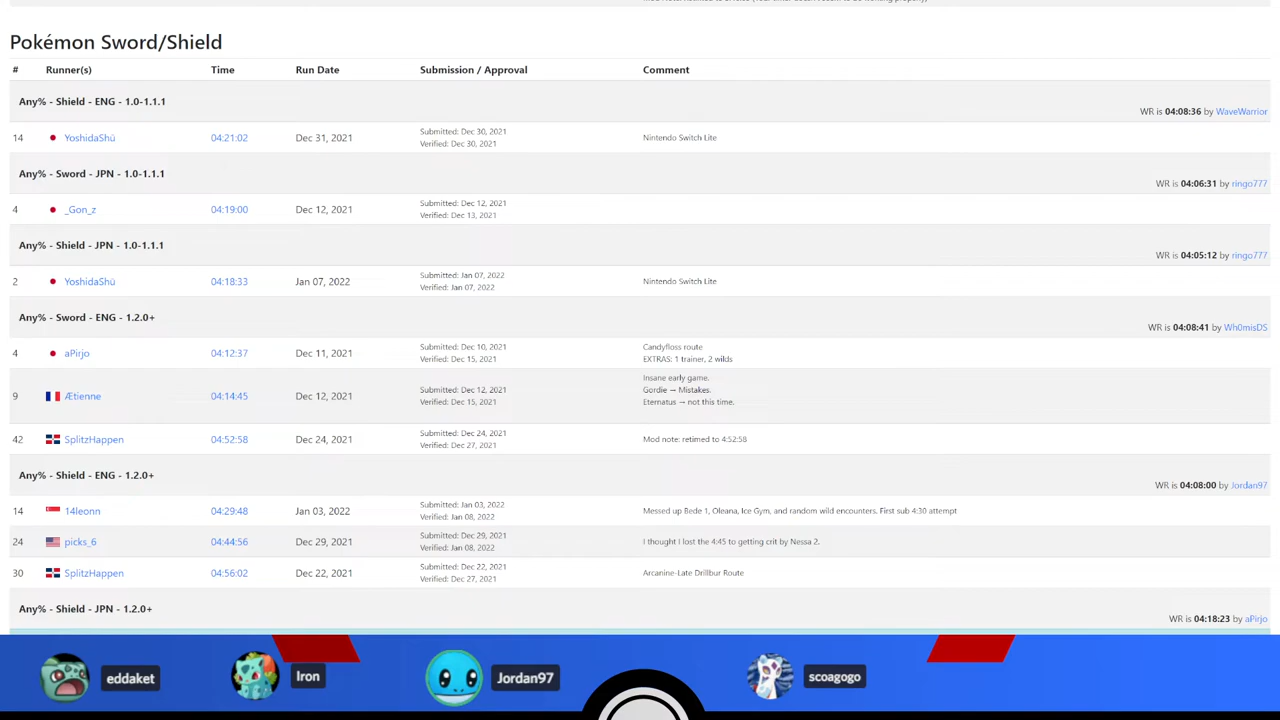 Pokémon Sword/Shield
# Runner(s) Time Run Date Submission / Approval Comment
Any% - Shield - ENG - 1.0-1.1.1
WR is 04:08:36 by WaveWarrior
14 YoshidaShü 04:21:02 Dec 31, 2021 Submitted: Dec 30, 2021 Nintendo Switch Lite
Verified: Dec 30, 2021
Any% - Sword - JPN - 1.0-1.1.1
WR is 04:06:31 by ringo777
4 _Gon_z 04:19:00 Dec 12, 2021 Submitted: Dec 12, 2021
Verified: Dec 13, 2021
Any% - Shield - JPN - 1.0-1.1.1
WR is 04:05:12 by ringo777
2 YoshidaShü 04:18:33 Jan 07, 2022 Submitted: Jan 07, 2022 Nintendo Switch Lite
Verified: Jan 07, 2022
Any% - Sword - ENG - 1.2.0+
WR is 04:08:41 by Wh0misDS
4 aPirjo 04:12:37 Dec 11, 2021 Submitted: Dec 10, 2021 Candyfloss route
Verified: Dec 15, 2021 EXTRAS: 1 trainer, 2 wilds
Insane early game.
9 Ætienne 04:14:45 Dec 12, 2021 Submitted: Dec 12, 2021 Gordie → Mistakes.
Verified: Dec 15, 2021 Eternatus → not this time.
42 SplitzHappen 04:52:58 Dec 24, 2021 Submitted: Dec 24, 2021 Mod note: retimed to 4:52:58
Verified: Dec 27, 2021
Any% - Shield - ENG - 1.2.0+
WR is 04:08:00 by Jordan97
14 14leonn 04:29:48 Jan 03, 2022 Submitted: Jan 03, 2022 Messed up Bede 1, Oleana, Ice Gym, and random wild encounters. First sub 4:30 attempt
Verified: Jan 08, 2022
24 picks_6 04:44:56 Dec 29, 2021 Submitted: Dec 29, 2021 I thought I lost the 4:45 to getting crit by Nessa 2.
Verified: Jan 08, 2022
30 SplitzHappen 04:56:02 Dec 22, 2021 Submitted: Dec 22, 2021 Arcanine-Late Drillbur Route
Verified: Dec 27, 2021
Any% - Shield - JPN - 1.2.0+
WR is 04:18:23 by aPirjo
eddaket Iron Jordan97 scoagogo